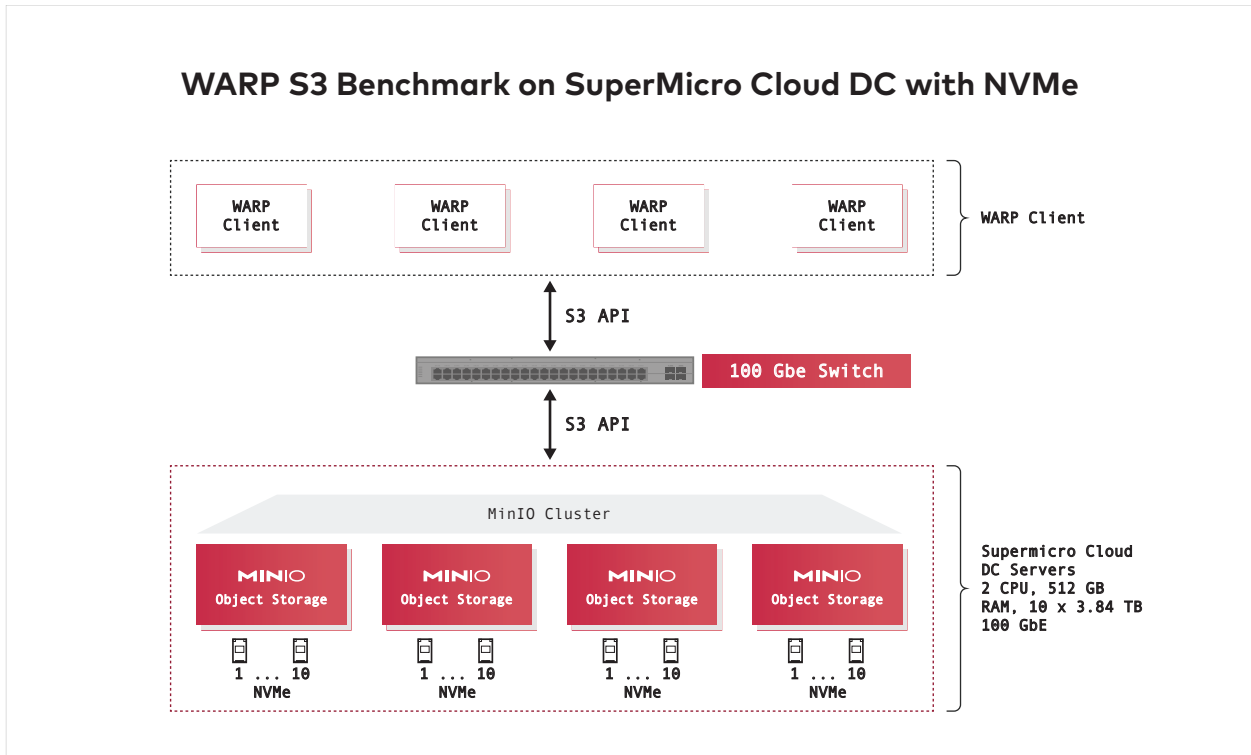 WARP S3 Benchmark on SuperMicro Cloud DC with NVMe
WARP
Client
WARP
Client
WARP
Client
WARP
Client
WARP Client
S3 API
100 Gbe Switch
S3 API
MinIO Cluster
MINIO
Object Storage
MINIO
Object Storage
MINIO
Object Storage
MINIO
Object Storage
Supermicro Cloud
DC Servers
2 CPU, 512 GB
RAM, 10 x 3.84 TB
100 GbE
1 ... 10
NVMe
1 ... 10
NVMe
1 ... 10
NVMe
1 ... 10
NVMe